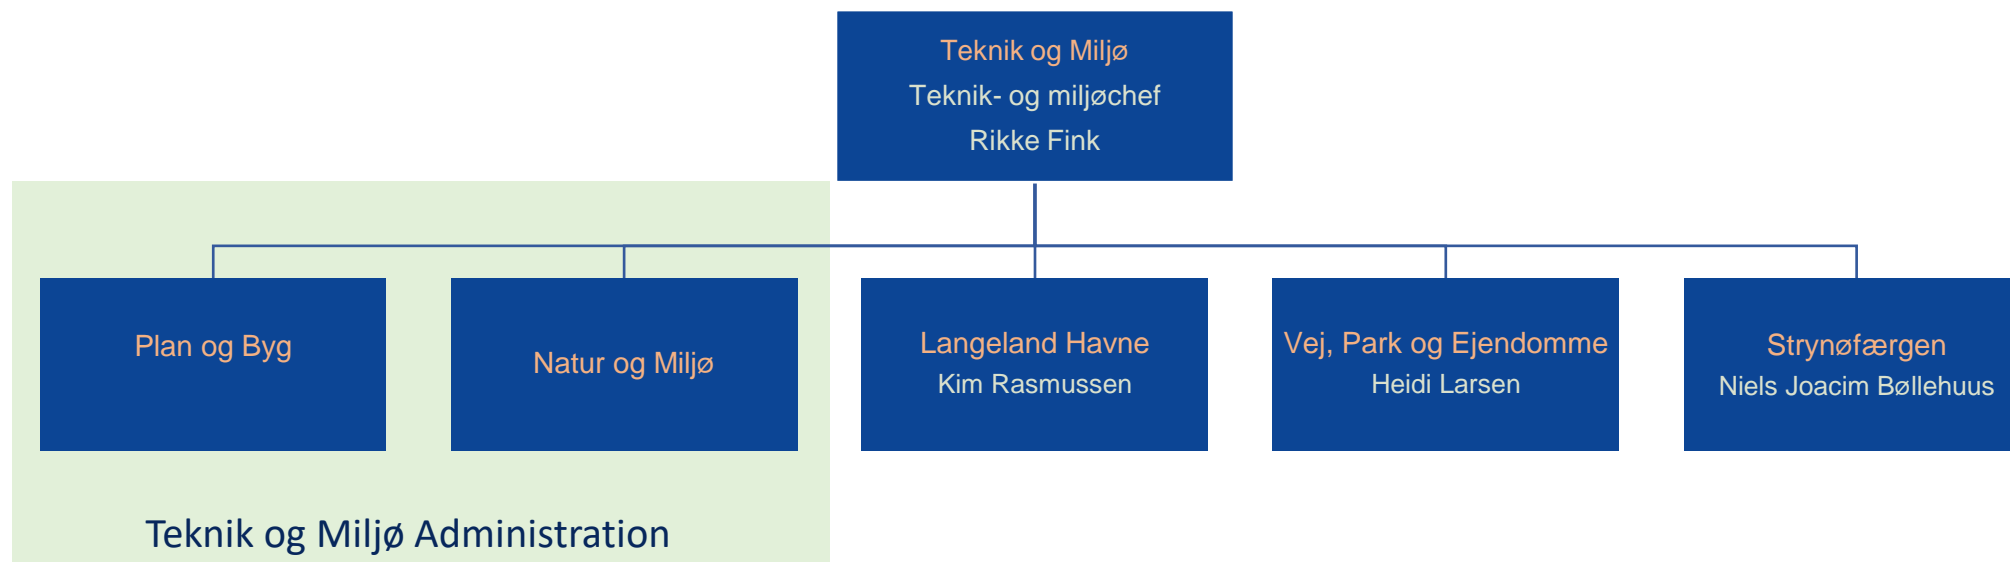 Teknik og Miljø
Teknik- og miljøchef
Rikke Fink
Plan og Byg
Natur og Miljø
Langeland Havne
Kim Rasmussen
Vej, Park og Ejendomme
Heidi Larsen
Strynøfærgen
Niels Joacim Bøllehuus
Teknik og Miljø Administration